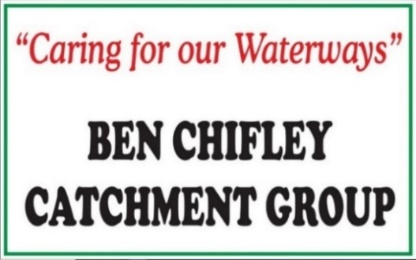 “Caring for our Waterways”
BEN CHIFLEY
CATCHMENT GROUP